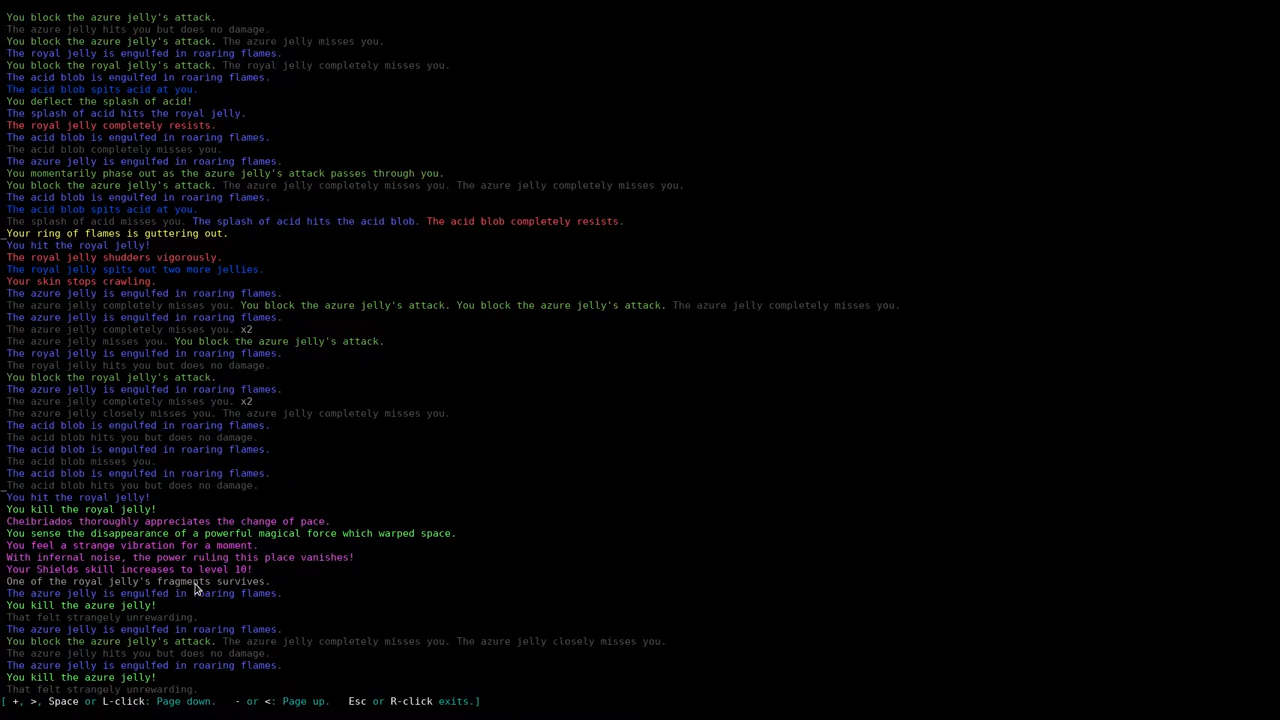 You block the azure jelly's attack.
The azure jelly hits you but does no damage.
You block the azure jelly's attack. The azure jelly misses you.
The royal jelly is engulfed in roaring flames.
You block the royal jelly's attack. The royal jelly completely misses you.
The acid blob is engulfed in roaring flames.
The acid blob spits acid at you.
You deflect the splash of acid!
The splash of acid hits the royal jelly.
The royal jelly completely resists.
The acid blob is engulfed in roaring flames.
The acid blob completely misses you.
The azure jelly is engulfed in roaring flames.
You momentarily phase out as the azure jelly's attack passes through you.
You block the azure jelly's attack. The azure jelly completely misses you. The azure jelly completely misses you.
The acid blob is engulfed in roaring flames.
The acid blob spits acid at you.
The splash of acid misses you. The splash of acid hits the acid blob. The acid blob completely resists.
_Your ring of flames is guttering out.
You hit the royal jelly!
The royal jelly shudders vigorously.
The royal jelly spits out two more jellies.
Your skin stops crawling.
The azure jelly is engulfed in roaring flames.
The azure jelly completely misses you. You block the azure jelly's attack. You block the azure jelly's attack. The azure jelly completely misses you.
The azure jelly is engulfed in roaring flames.
The azure jelly completely misses you. x2
The azure jelly misses you. You block the azure jelly's attack.
The royal jelly is engulfed in roaring flames.
The royal jelly hits you but does no damage.
You block the royal jelly's attack.
The azure jelly is engulfed in roaring flames.
The azure jelly completely misses you. x2
The azure jelly closely misses you. The azure jelly completely misses you.
The acid blob is engulfed in roaring flames.
The acid blob hits you but does no damage.
The acid blob is engulfed in roaring flames.
The acid blob misses you.
The acid blob is engulfed in roaring flames.
_The acid blob hits you but does no damage.
You hit the royal jelly!
You kill the royal jelly!
Cheibriados thoroughly appreciates the change of pace.
You sense the disappearance of a powerful magical force which warped space.
You feel a strange vibration for a moment.
With infernal noise, the power ruling this place vanishes!
Your Shields skill increases to level 10!
One of the royal jelly's fragments survives.
The azure jelly is engulfed in roaring flames.
You kill the azure jelly!
That felt strangely unrewarding.
The azure jelly is engulfed in roaring flames.
You block the azure jelly's attack. The azure jelly completely misses you. The azure jelly closely misses you.
The azure jelly hits you but does no damage.
The azure jelly is engulfed in roaring flames.
You kill the azure jelly!
That felt strangely unrewarding.
[ +, >, Space or L-click: Page down.   - or <: Page up.   Esc or R-click exits.]